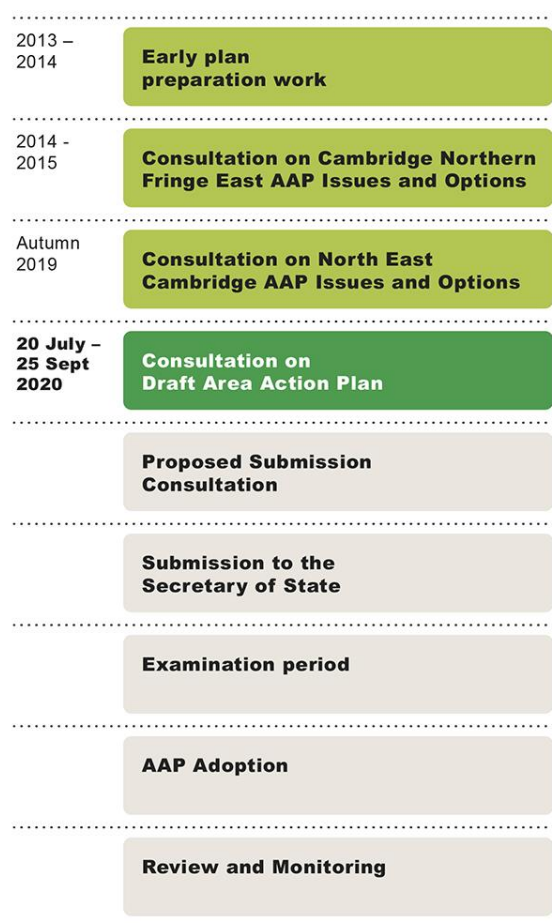 2013 –
2014
Early plan
preparation work
2014 -
2015
Consultation on Cambridge Northern
Fringe East AAP Issues and Options
Autumn
2019
Consultation on North East
Cambridge AAP Issues and Options
20 July –
25 Sept
2020
Consultation on
Draft Area Action Plan
Proposed Submission
Consultation
Submission to the
Secretary of State
Examination period
AAP Adoption
Review and Monitoring